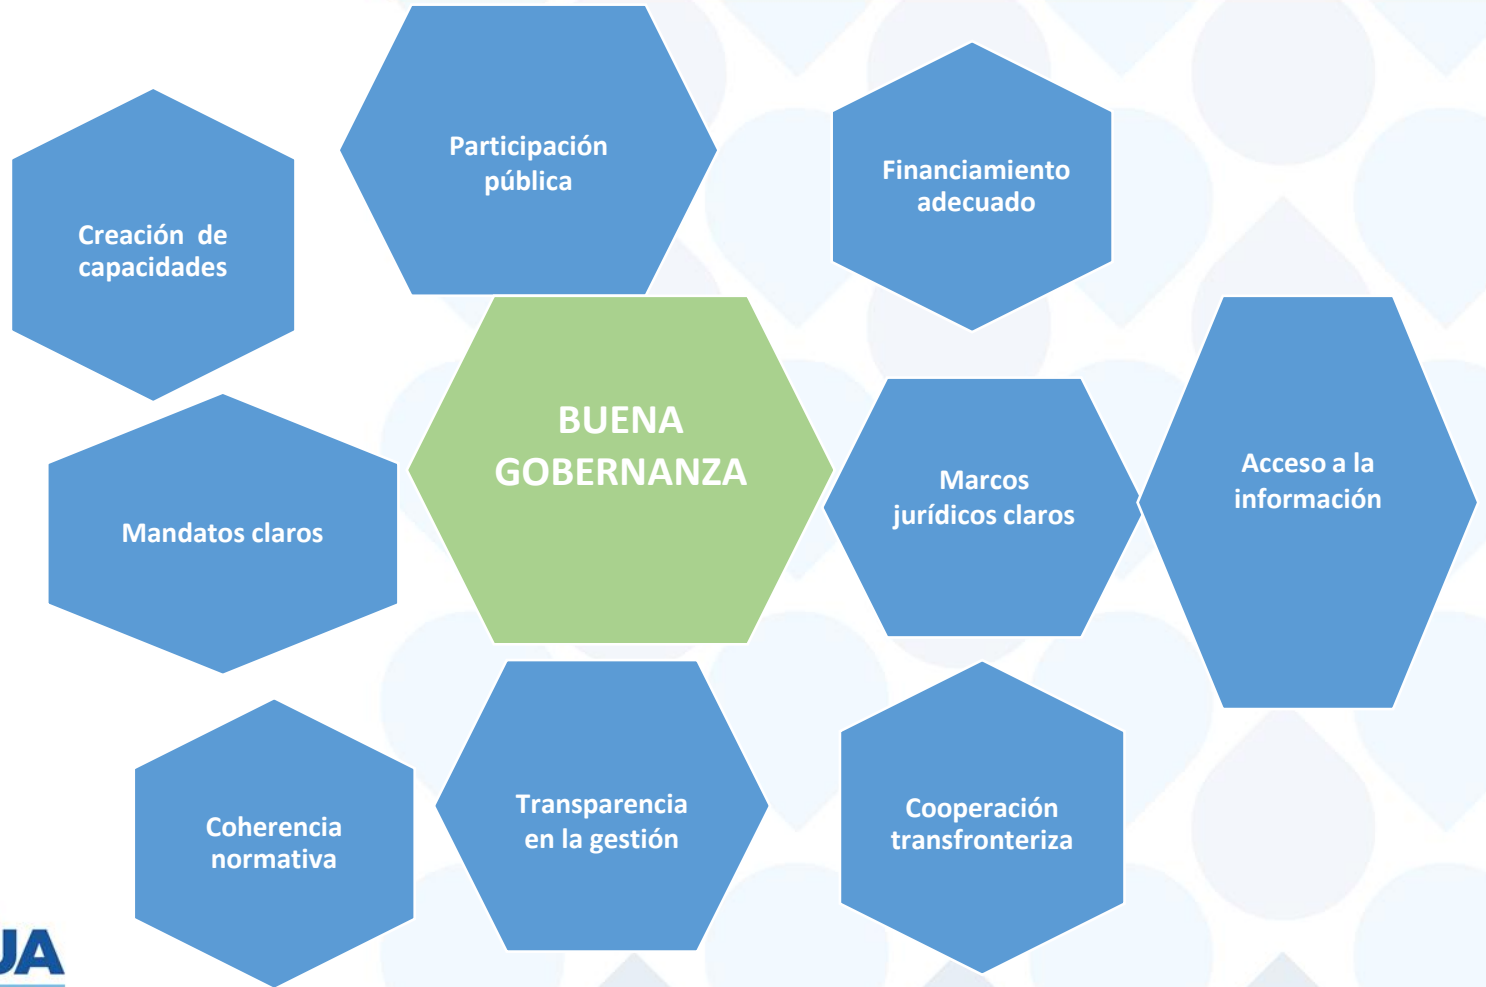 Participación
pública
Financiamiento
adecuado
Creación de
capacidades
BUENA
GOBERNANZA
Acceso a la
información
Marcos
jurídicos claros
Mandatos claros
Transparencia
en la gestión
Cooperación
transfronteriza
Coherencia
normativa
UA